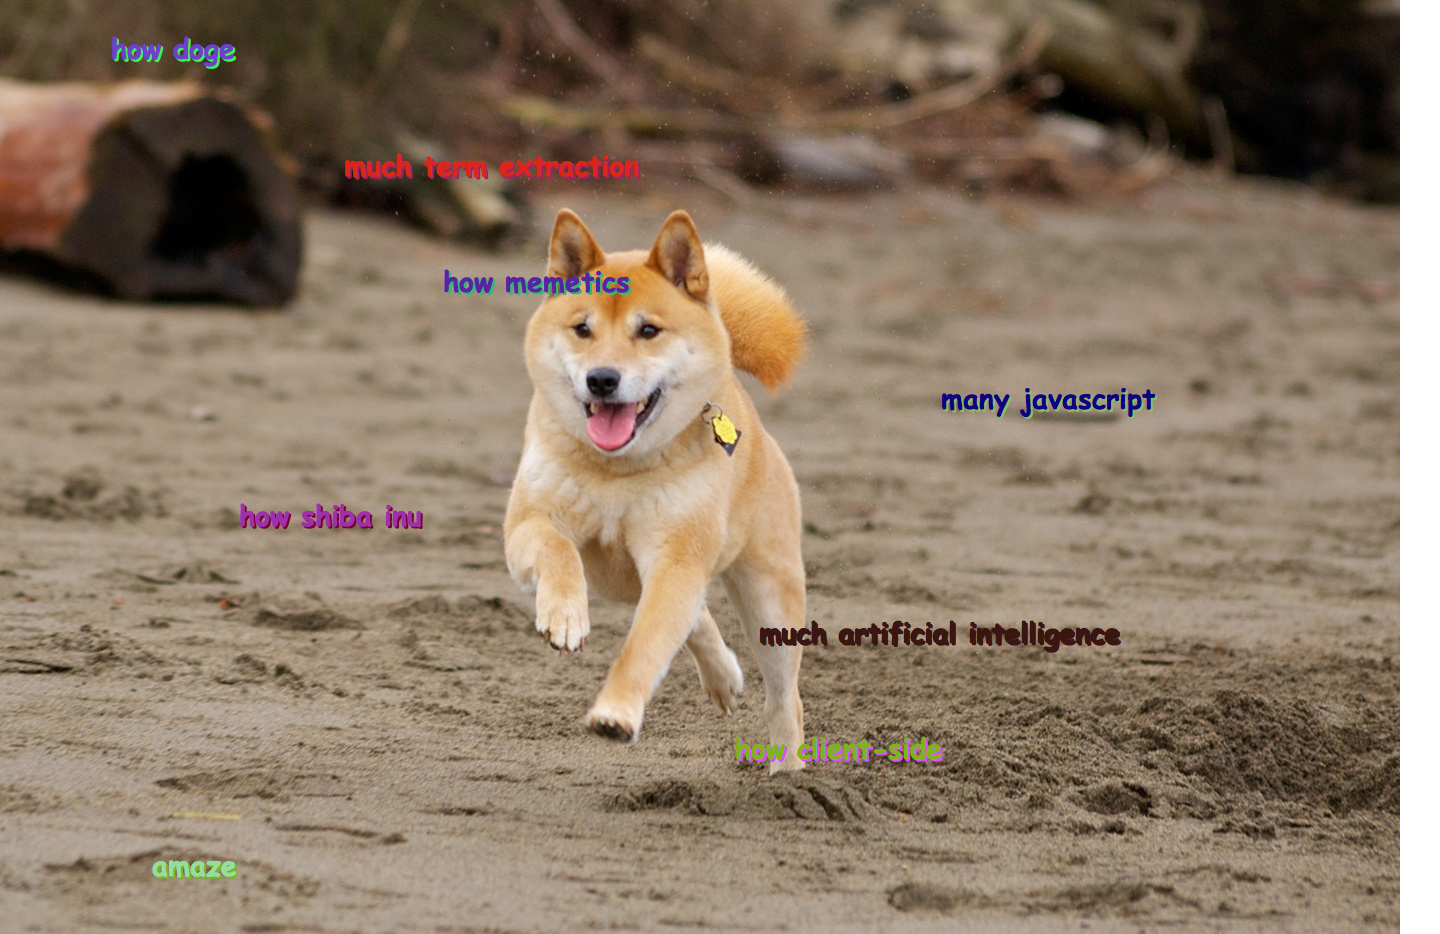 how doge
much term extraction
how memetics
many javascript
how shiba inu
much artificial intelligence
how client-side
amaze